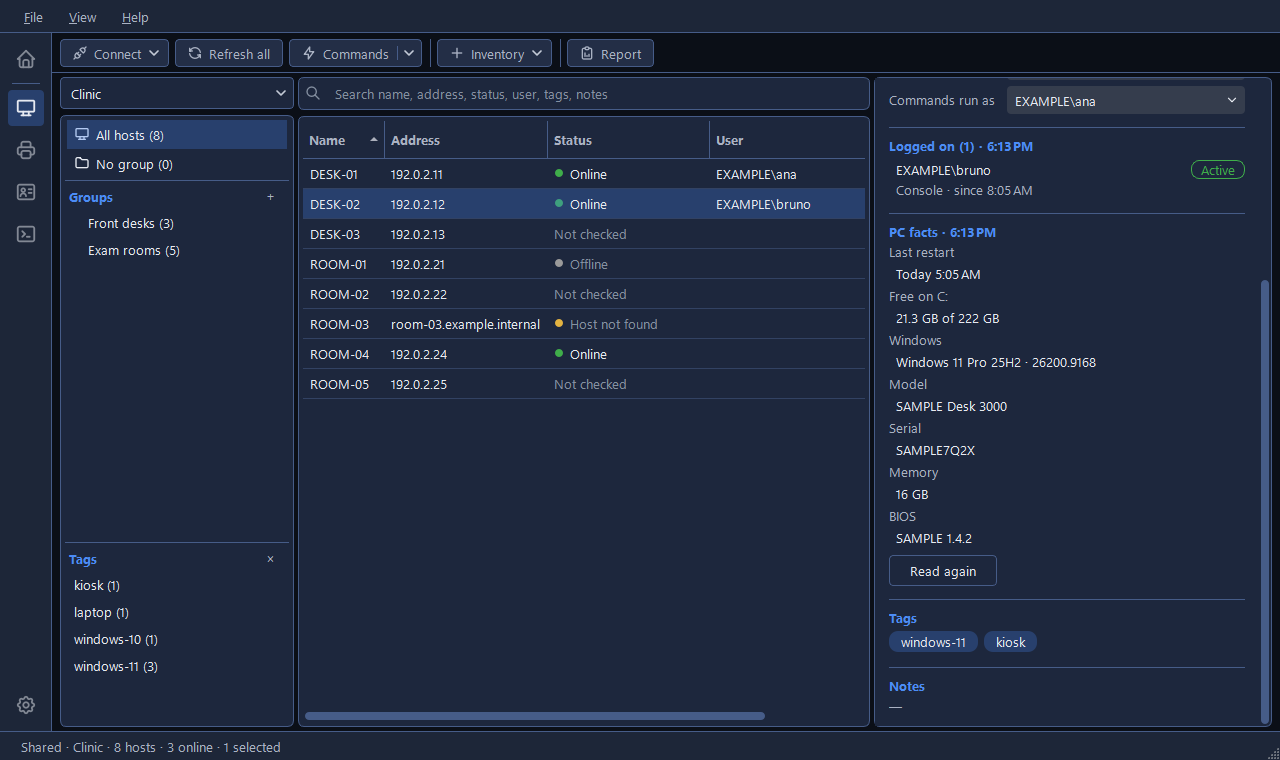 File View Help
Connect Refresh all Commands Inventory Report
Clinic
All hosts (8)
No group (0)
Groups +
Front desks (3)
Exam rooms (5)
Tags ×
kiosk (1)
laptop (1)
windows-10 (1)
windows-11 (3)
Search name, address, status, user, tags, notes
Name Address Status User
DESK-01 192.0.2.11 Online EXAMPLE\ana
DESK-02 192.0.2.12 Online EXAMPLE\bruno
DESK-03 192.0.2.13 Not checked
ROOM-01 192.0.2.21 Offline
ROOM-02 192.0.2.22 Not checked
ROOM-03 room-03.example.internal Host not found
ROOM-04 192.0.2.24 Online
ROOM-05 192.0.2.25 Not checked
Commands run as EXAMPLE\ana
Logged on (1) · 6:13 PM
EXAMPLE\bruno Active
Console · since 8:05 AM
PC facts · 6:13 PM
Last restart
Today 5:05 AM
Free on C:
21.3 GB of 222 GB
Windows
Windows 11 Pro 25H2 · 26200.9168
Model
SAMPLE Desk 3000
Serial
SAMPLE7Q2X
Memory
16 GB
BIOS
SAMPLE 1.4.2
Read again
Tags
windows-11 kiosk
Notes
—
Shared · Clinic · 8 hosts · 3 online · 1 selected